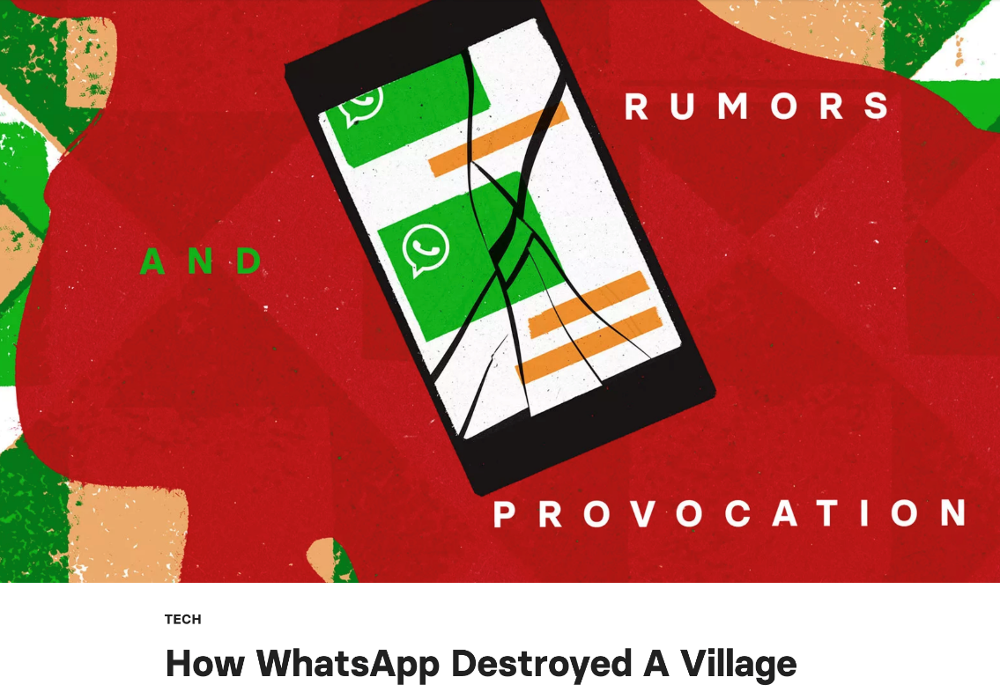 RUMORS
AND
PROVOCATION
TECH
How WhatsApp Destroyed A Village